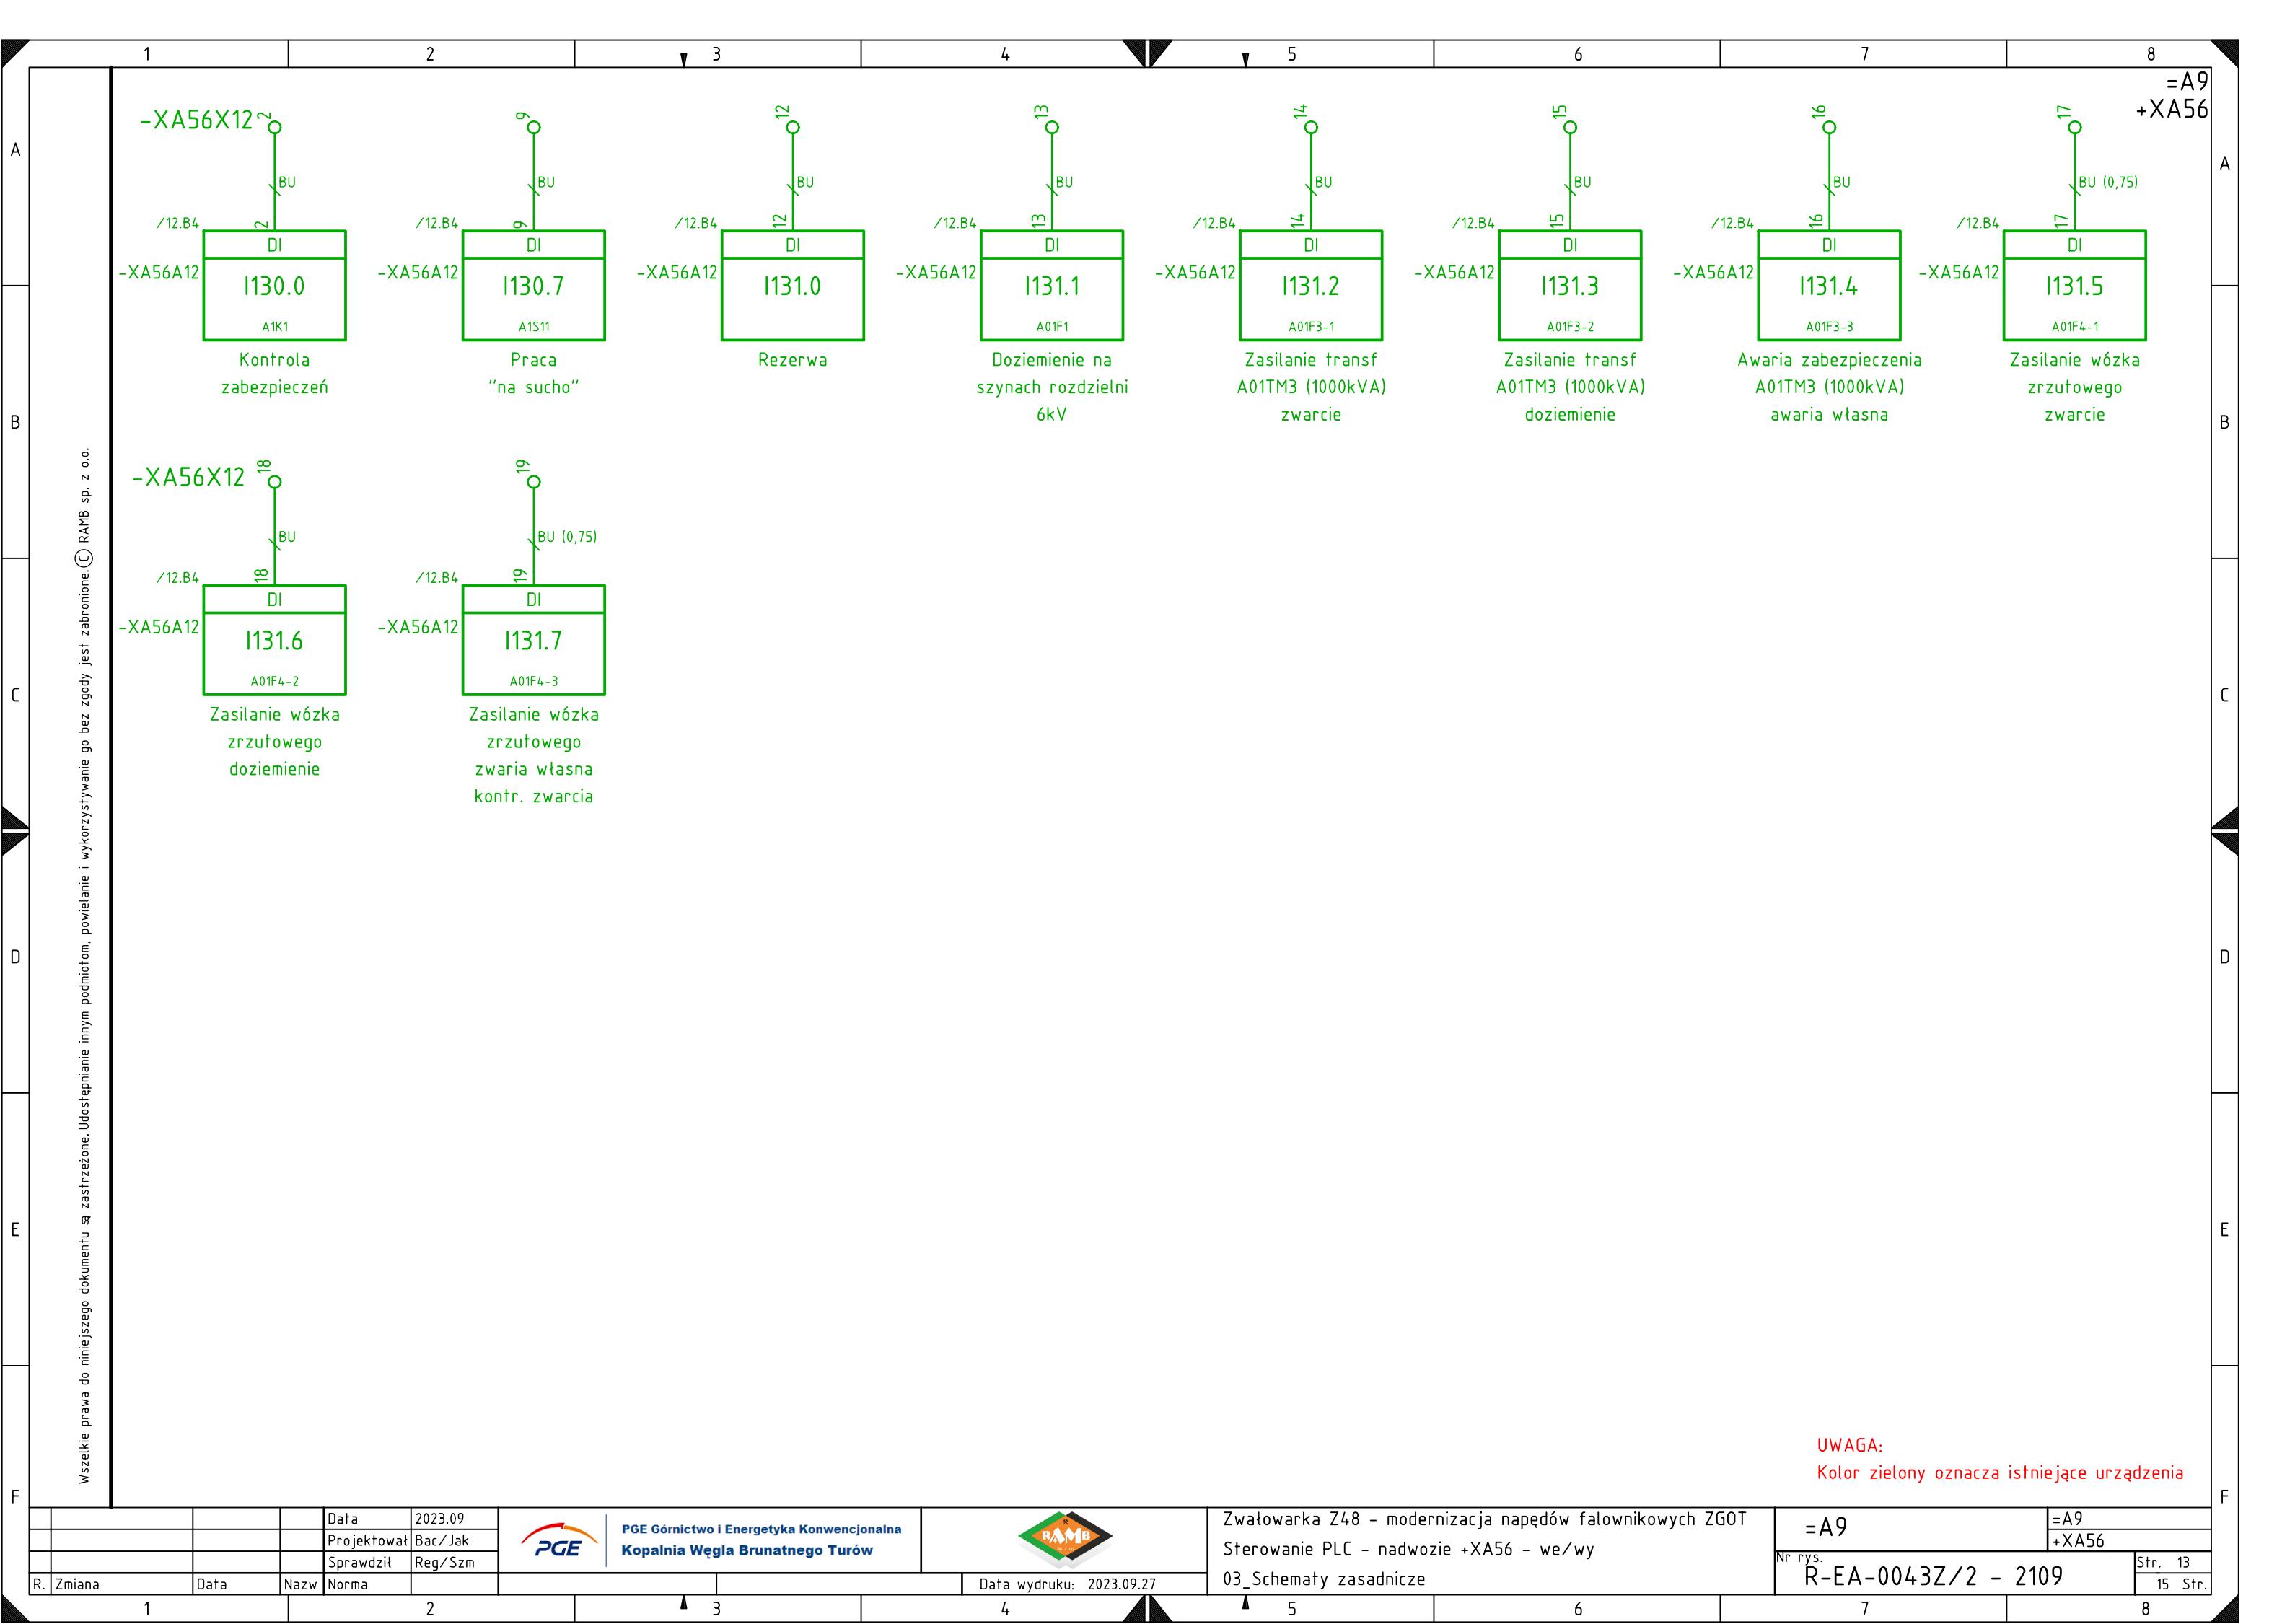 1 2 3 4 5 6 7 8
=A9
+XA56
-XA56X12 2 9 12 13 14 15 16 17
BU BU BU BU BU BU BU BU (0,75)
/12.B4 2 /12.B4 9 /12.B4 12 /12.B4 13 /12.B4 14 /12.B4 15 /12.B4 16 /12.B4 17
DI DI DI DI DI DI DI DI
-XA56A12 -XA56A12 -XA56A12 -XA56A12 -XA56A12 -XA56A12 -XA56A12 -XA56A12
I130.0 I130.7 I131.0 I131.1 I131.2 I131.3 I131.4 I131.5
A1K1 A1S11 A01F1 A01F3-1 A01F3-2 A01F3-3 A01F4-1
Kontrola
zabezpieczeń
Praca
"na sucho"
Rezerwa
Doziemienie na
szynach rozdzielni
6kV
Zasilanie transf
A01TM3 (1000kVA)
zwarcie
Zasilanie transf
A01TM3 (1000kVA)
doziemienie
Awaria zabezpieczenia
A01TM3 (1000kVA)
awaria własna
Zasilanie wózka
zrzutowego
zwarcie
-XA56X12 18 19
BU BU (0,75)
/12.B4 18 /12.B4 19
DI DI
-XA56A12 -XA56A12
I131.6 I131.7
A01F4-2 A01F4-3
Zasilanie wózka
zrzutowego
doziemienie
Zasilanie wózka
zrzutowego
zwaria własna
kontr. zwarcia
A A
B B
C C
D D
E E
F F
Wszelkie prawa do niniejszego dokumentu są zastrzeżone. Udostępnianie innym podmiotom, powielanie i wykorzystywanie go bez zgody jest zabronione. © RAMB sp. z o.o.
UWAGA:
Kolor zielony oznacza istniejące urządzenia
Data 2023.09
Projektował Bac/Jak
Sprawdził Reg/Szm
R. Zmiana Data Nazw Norma
PGE
PGE Górnictwo i Energetyka Konwencjonalna
Kopalnia Węgla Brunatnego Turów
RAMB
Data wydruku: 2023.09.27
Zwałowarka Z48 - modernizacja napędów falownikowych ZGOT
Sterowanie PLC - nadwozie +XA56 - we/wy
03_Schematy zasadnicze
=A9
=A9
+XA56
Nr rys.
R-EA-0043Z/2 - 2109
Str. 13
15 Str.
1 2 3 4 5 6 7 8